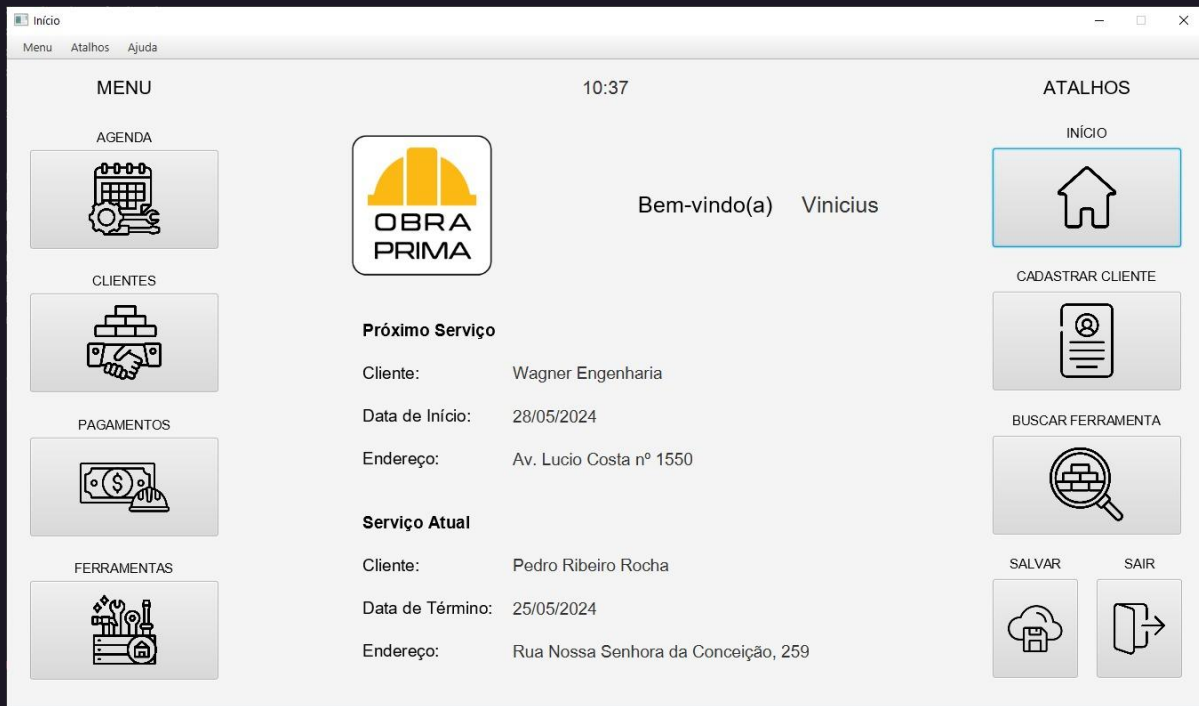 Início
Menu Atalhos Ajuda
MENU
10:37
ATALHOS
AGENDA
CLIENTES
PAGAMENTOS
FERRAMENTAS
OBRA
PRIMA
Bem-vindo(a) Vinicius
Próximo Serviço
Cliente: Wagner Engenharia
Data de Início: 28/05/2024
Endereço: Av. Lucio Costa nº 1550
Serviço Atual
Cliente: Pedro Ribeiro Rocha
Data de Término: 25/05/2024
Endereço: Rua Nossa Senhora da Conceição, 259
INÍCIO
CADASTRAR CLIENTE
BUSCAR FERRAMENTA
SALVAR SAIR